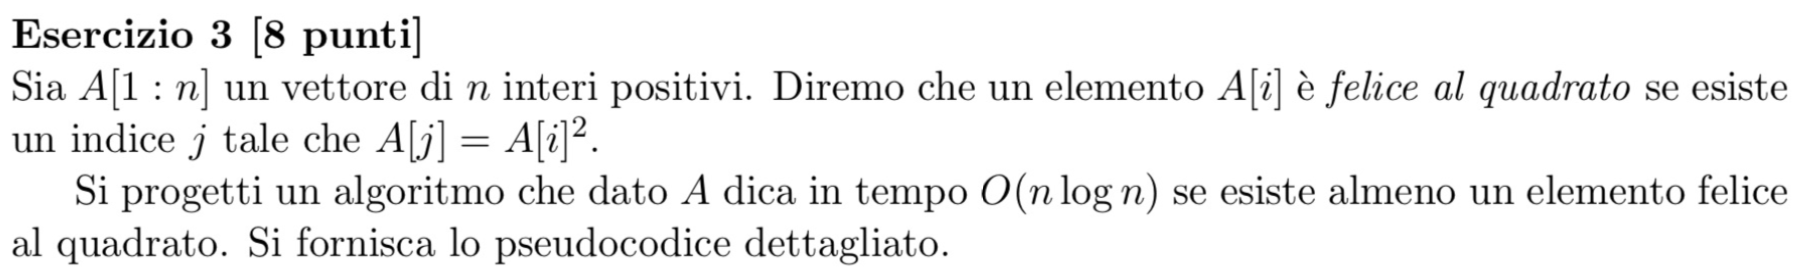 Esercizio 3 [8 punti]
Sia A[1 : n] un vettore di n interi positivi. Diremo che un elemento A[i] è felice al quadrato se esiste
un indice j tale che A[j] = A[i]².
Si progetti un algoritmo che dato A dica in tempo O(n log n) se esiste almeno un elemento felice
al quadrato. Si fornisca lo pseudocodice dettagliato.